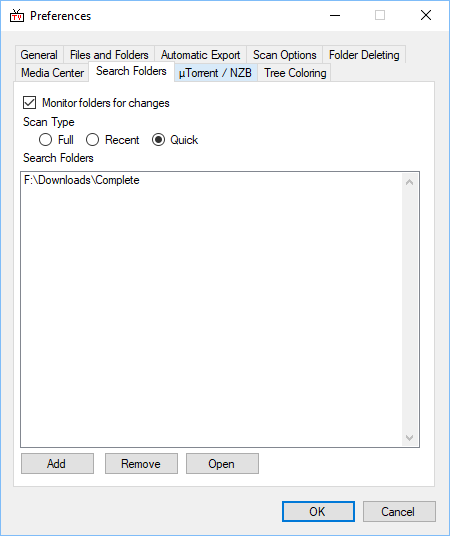 TV Preferences
General Files and Folders Automatic Export Scan Options Folder Deleting
Media Center Search Folders µTorrent / NZB Tree Coloring
Monitor folders for changes
Scan Type
Full Recent Quick
Search Folders
F:\Downloads\Complete
Add Remove Open
OK Cancel